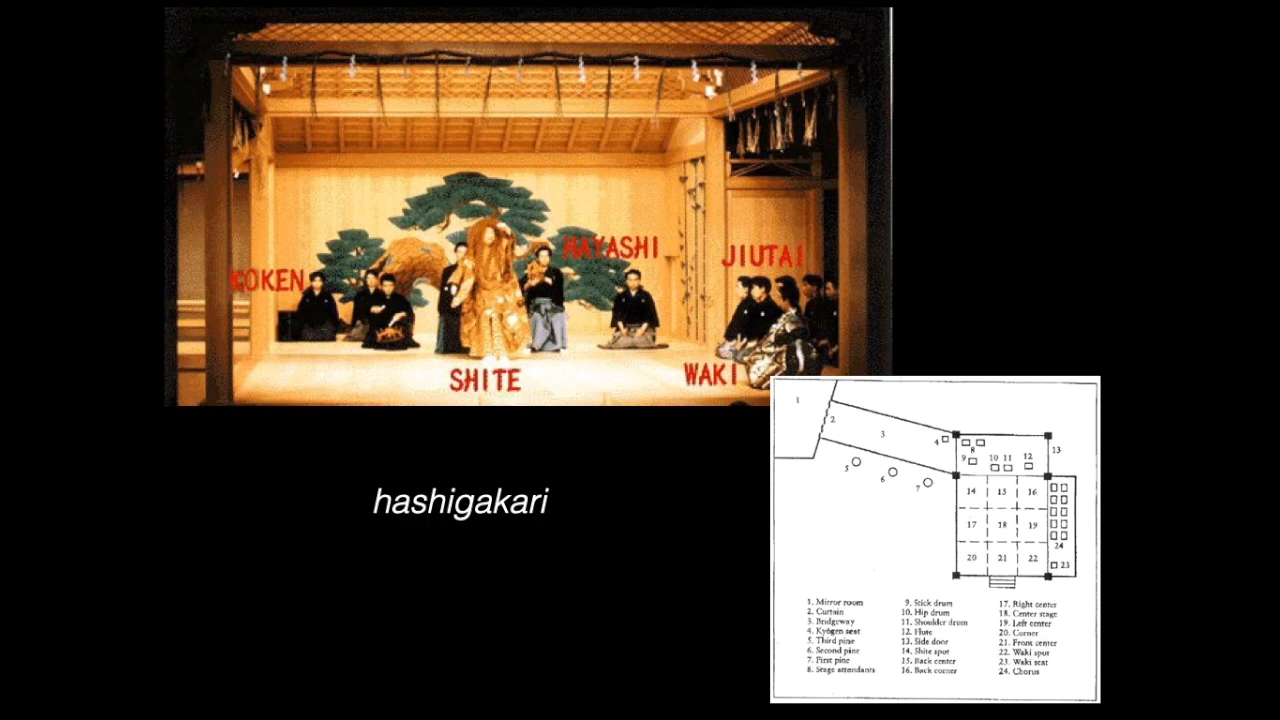 HAYASHI
JIUTAI
KOKEN
WAKI
SHITE
hashigakari
1
2
3
4
5
6
7
8
9
10 11 12
13
14 15 16
17 18 19
20 21 22
24
23
1. Mirror room
2. Curtain
3. Bridgeway
4. Kyōgen seat
5. Third pine
6. Second pine
7. First pine
8. Stage attendants
9. Stick drum
10. Hip drum
11. Shoulder drum
12. Flute
13. Side door
14. Shite spot
15. Back center
16. Back corner
17. Right center
18. Center stage
19. Left center
20. Corner
21. Front center
22. Waki spot
23. Waki seat
24. Chorus